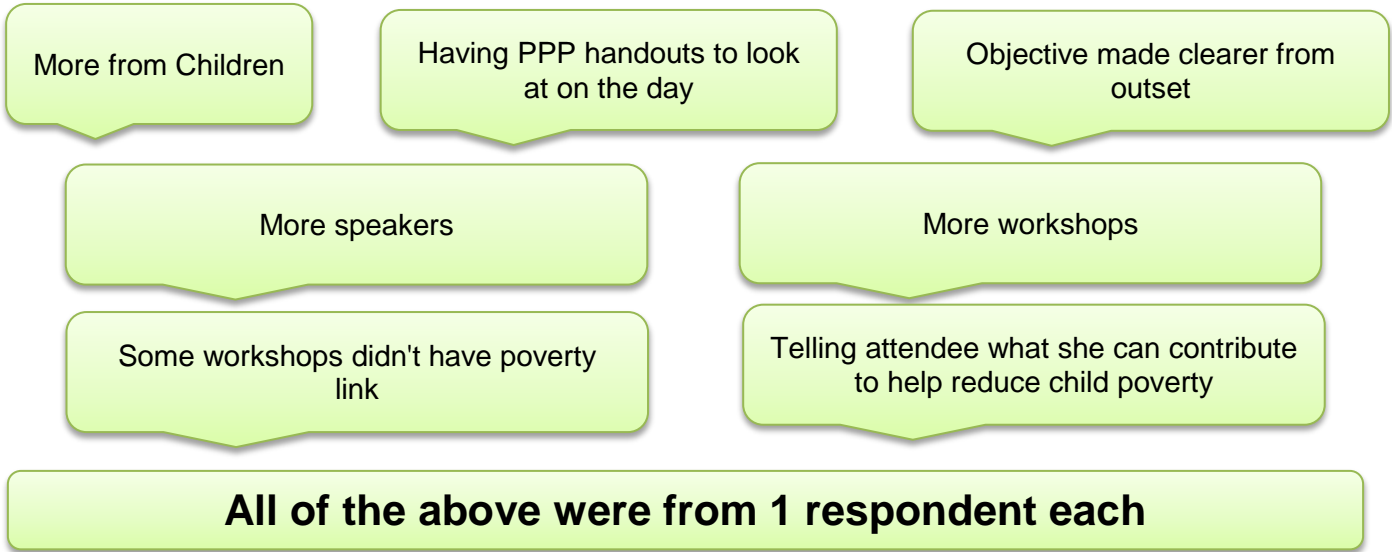 More from Children
Having PPP handouts to look
at on the day
Objective made clearer from
outset
More speakers
More workshops
Some workshops didn't have poverty
link
Telling attendee what she can contribute
to help reduce child poverty
All of the above were from 1 respondent each